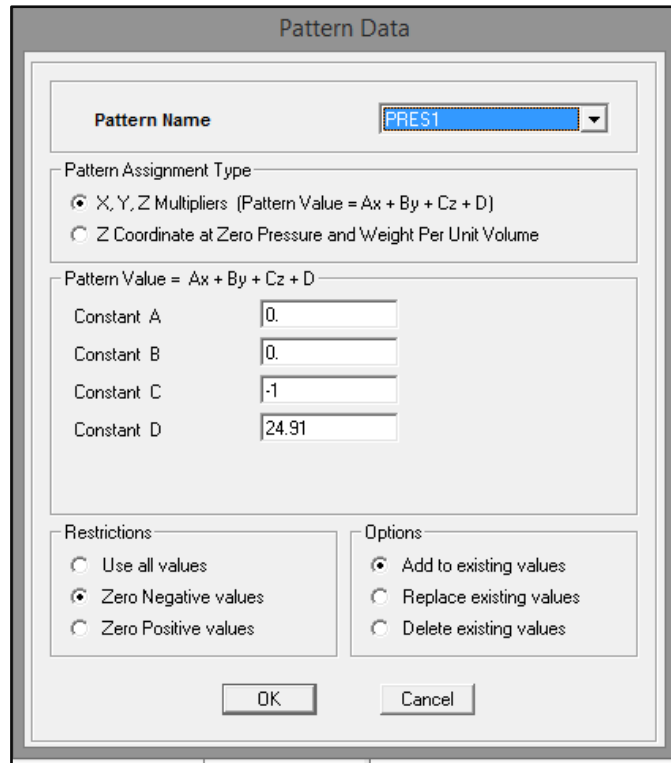 Pattern Data
Pattern Name PRES1
Pattern Assignment Type
X, Y, Z Multipliers (Pattern Value = Ax + By + Cz + D)
Z Coordinate at Zero Pressure and Weight Per Unit Volume
Pattern Value = Ax + By + Cz + D
Constant A 0.
Constant B 0.
Constant C -1
Constant D 24.91
Restrictions Options
Use all values Add to existing values
Zero Negative values Replace existing values
Zero Positive values Delete existing values
OK Cancel